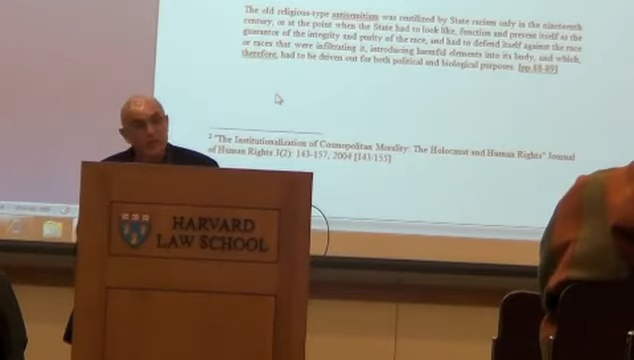 The old religious-type antisemitism was reutilized by State racism only in the nineteenth
century, or at the point when the State had to look like, function and present itself as the
guarantor of the integrity and purity of the race, and had to defend itself against the race
or races that were infiltrating it, introducing harmful elements into its body, and which,
therefore, had to be driven out for both political and biological purposes. [pp.88-89]
2 "The Institutionalization of Cosmopolitan Morality: The Holocaust and Human Rights" Journal
of Human Rights 3(2): 143-157, 2004 [143/155]
HARVARD
LAW SCHOOL